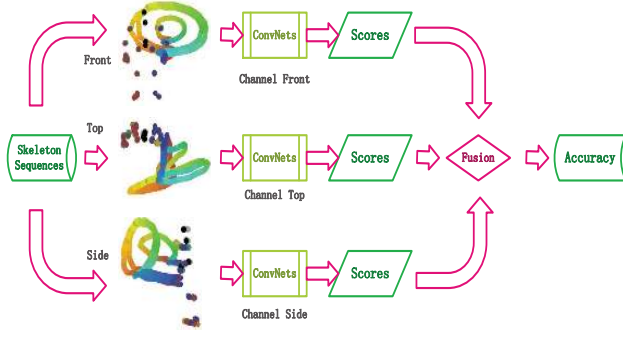 Front
ConvNets
Scores
Channel Front
Top
Skeleton
Sequences
ConvNets
Scores
Fusion
Accuracy
Channel Top
Side
ConvNets
Scores
Channel Side